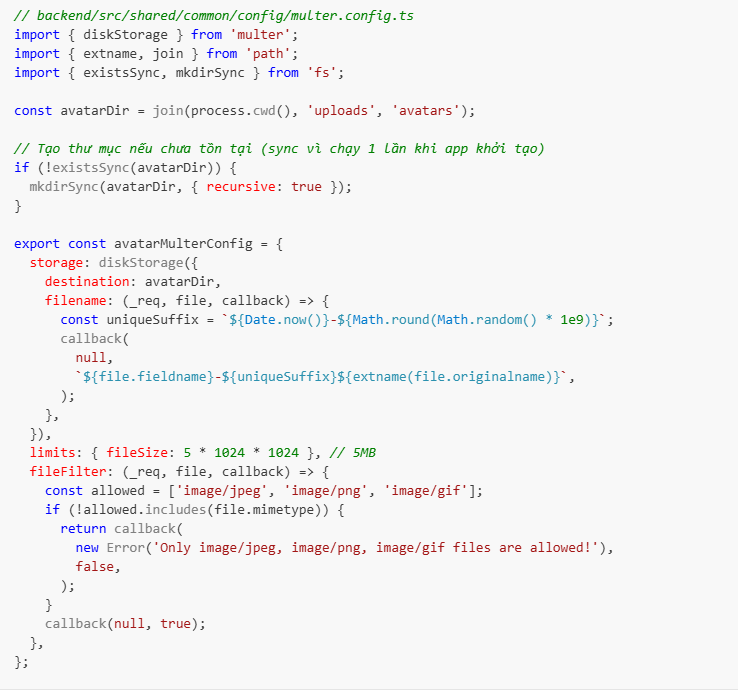 // backend/src/shared/common/config/multer.config.ts
import { diskStorage } from 'multer';
import { extname, join } from 'path';
import { existsSync, mkdirSync } from 'fs';

const avatarDir = join(process.cwd(), 'uploads', 'avatars');

// Tạo thư mục nếu chưa tồn tại (sync vì chạy 1 lần khi app khởi tạo)
if (!existsSync(avatarDir)) {
  mkdirSync(avatarDir, { recursive: true });
}

export const avatarMulterConfig = {
  storage: diskStorage({
    destination: avatarDir,
    filename: (_req, file, callback) => {
      const uniqueSuffix = `${Date.now()}-${Math.round(Math.random() * 1e9)}`;
      callback(
        null,
        `${file.fieldname}-${uniqueSuffix}${extname(file.originalname)}`,
      );
    },
  }),
  limits: { fileSize: 5 * 1024 * 1024 }, // 5MB
  fileFilter: (_req, file, callback) => {
    const allowed = ['image/jpeg', 'image/png', 'image/gif'];
    if (!allowed.includes(file.mimetype)) {
      return callback(
        new Error('Only image/jpeg, image/png, image/gif files are allowed!'),
        false,
      );
    }
    callback(null, true);
  },
};